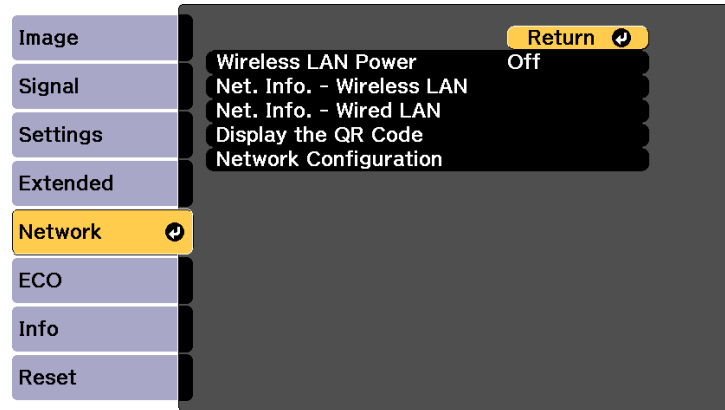 Image
Signal
Settings
Extended
Network
ECO
Info
Reset
Return
Wireless LAN Power Off
Net. Info. - Wireless LAN
Net. Info. - Wired LAN
Display the QR Code
Network Configuration